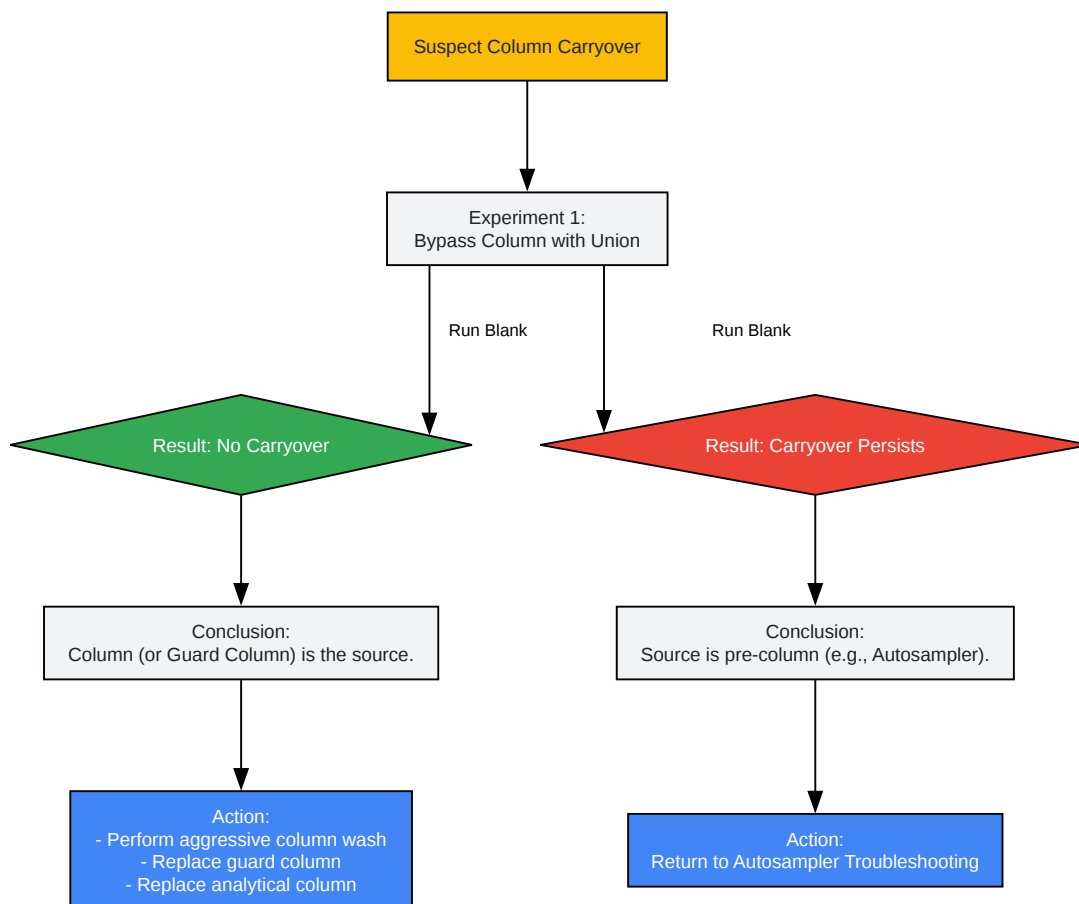 Suspect Column Carryover
Experiment 1:
Bypass Column with Union
Run Blank
Run Blank
Result: No Carryover
Result: Carryover Persists
Conclusion:
Column (or Guard Column) is the source.
Conclusion:
Source is pre-column (e.g., Autosampler).
Action:
- Perform aggressive column wash
- Replace guard column
- Replace analytical column
Action:
Return to Autosampler Troubleshooting